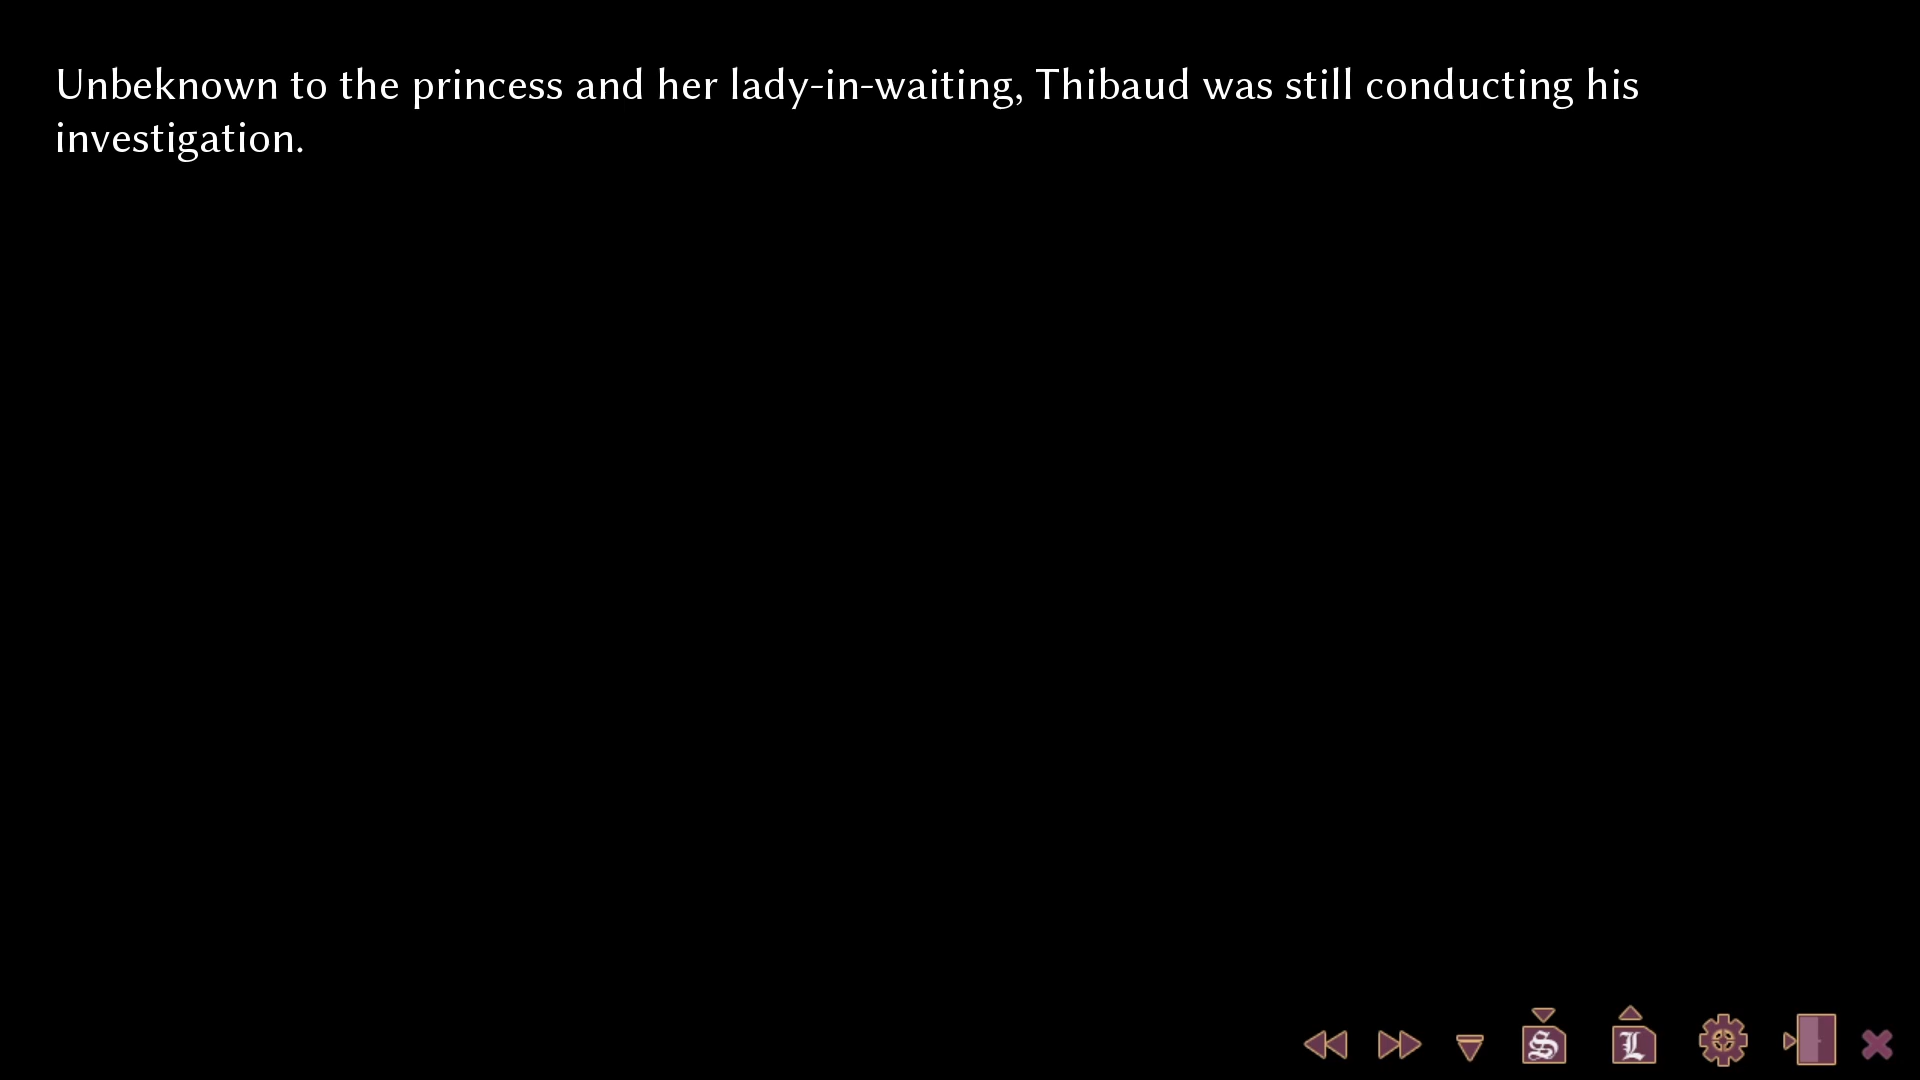 Unbeknown to the princess and her lady-in-waiting, Thibaud was still conducting his
investigation.
S
L